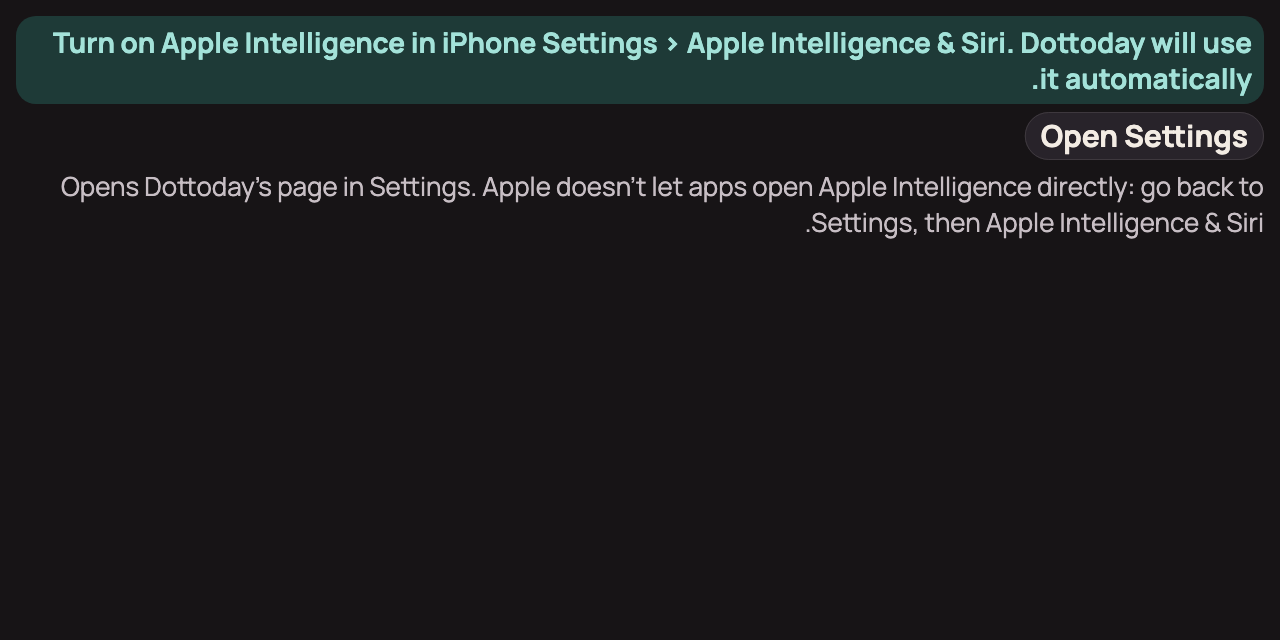 Turn on Apple Intelligence in iPhone Settings > Apple Intelligence & Siri. Dottoday will use
it automatically.
Open Settings
Opens Dottoday’s page in Settings. Apple doesn’t let apps open Apple Intelligence directly: go back to
Settings, then Apple Intelligence & Siri.